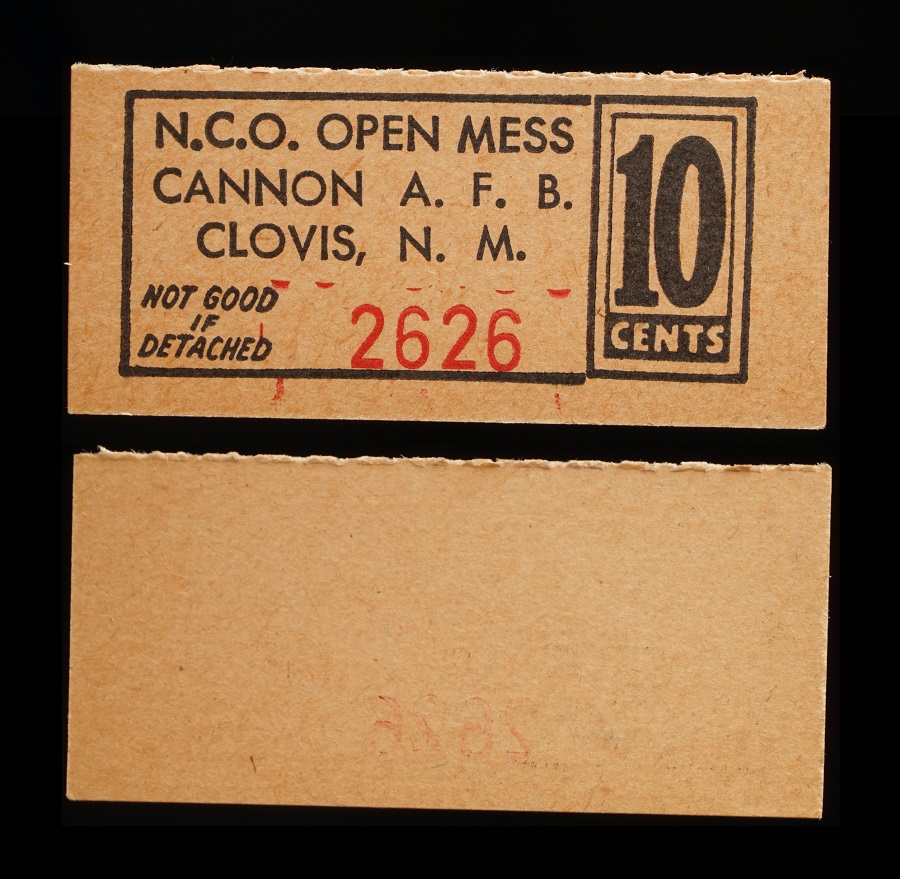 N.C.O. OPEN MESS
CANNON A. F. B.
CLOVIS, N. M.
NOT GOOD
IF
DETACHED
2626
10
CENTS